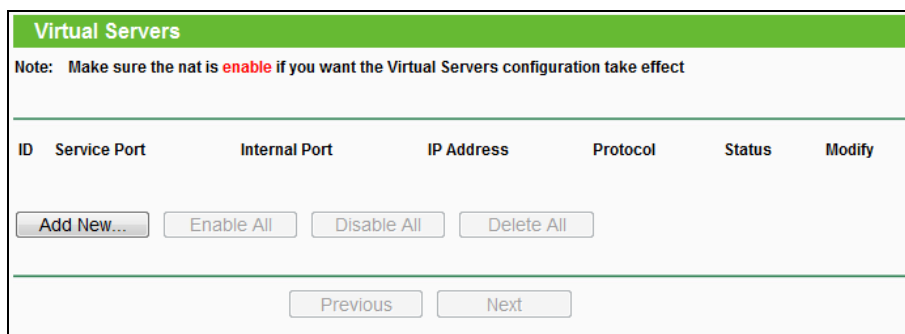 Virtual Servers
Note: Make sure the nat is enable if you want the Virtual Servers configuration take effect
ID Service Port Internal Port IP Address Protocol Status Modify
Add New... Enable All Disable All Delete All
Previous Next